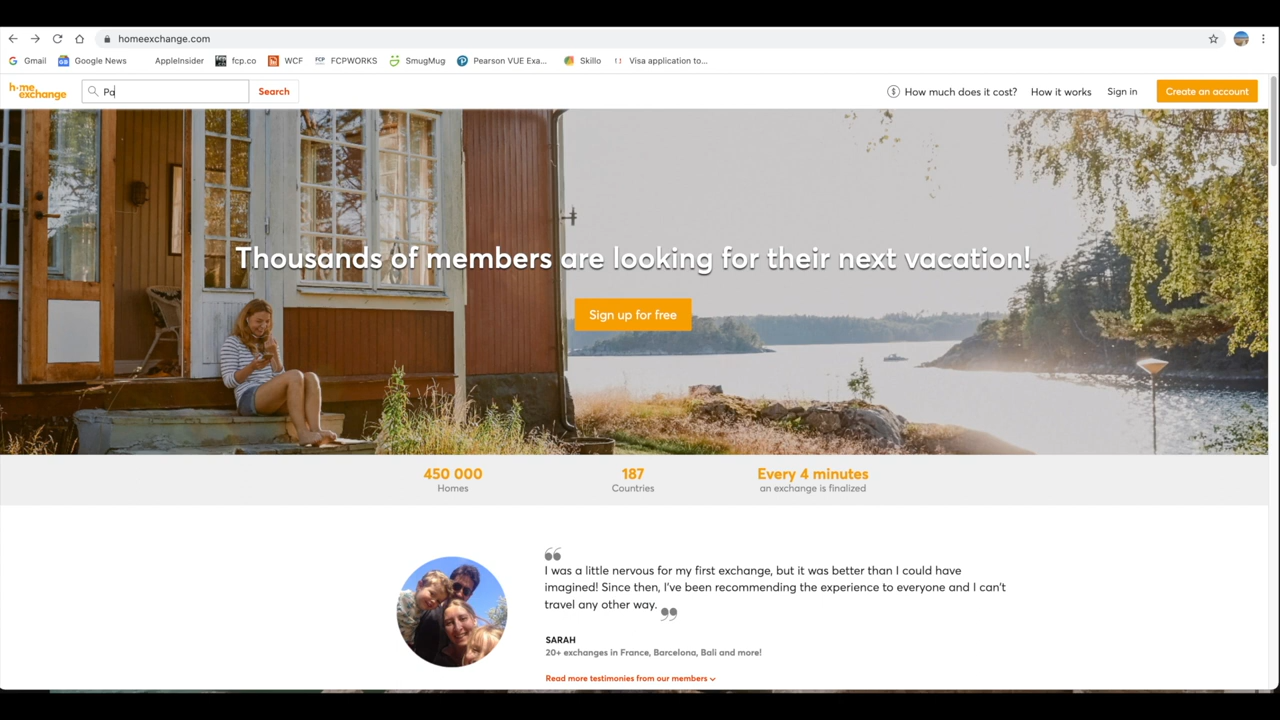 homeexchange.com
Gmail Google News AppleInsider fcp.co WCF FCP FCPWORKS SmugMug Pearson VUE Exa... Skillo Visa application to...
h·me
exchange
Pa
Search
$ How much does it cost? How it works Sign in Create an account
Thousands of members are looking for their next vacation!
Sign up for free
450 000 187 Every 4 minutes
Homes Countries an exchange is finalized
“
I was a little nervous for my first exchange, but it was better than I could have
imagined! Since then, I've been recommending the experience to everyone and I can't
travel any other way. ”
SARAH
20+ exchanges in France, Barcelona, Bali and more!
Read more testimonies from our members